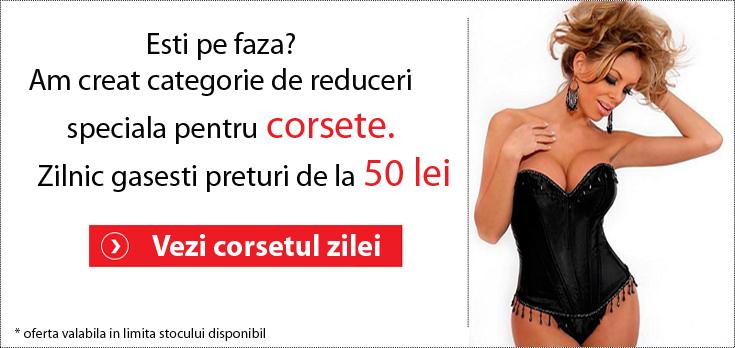 Esti pe faza?
Am creat categorie de reduceri
speciala pentru corsete.
Zilnic gasesti preturi de la 50 lei
Vezi corsetul zilei
* oferta valabila in limita stocului disponibil